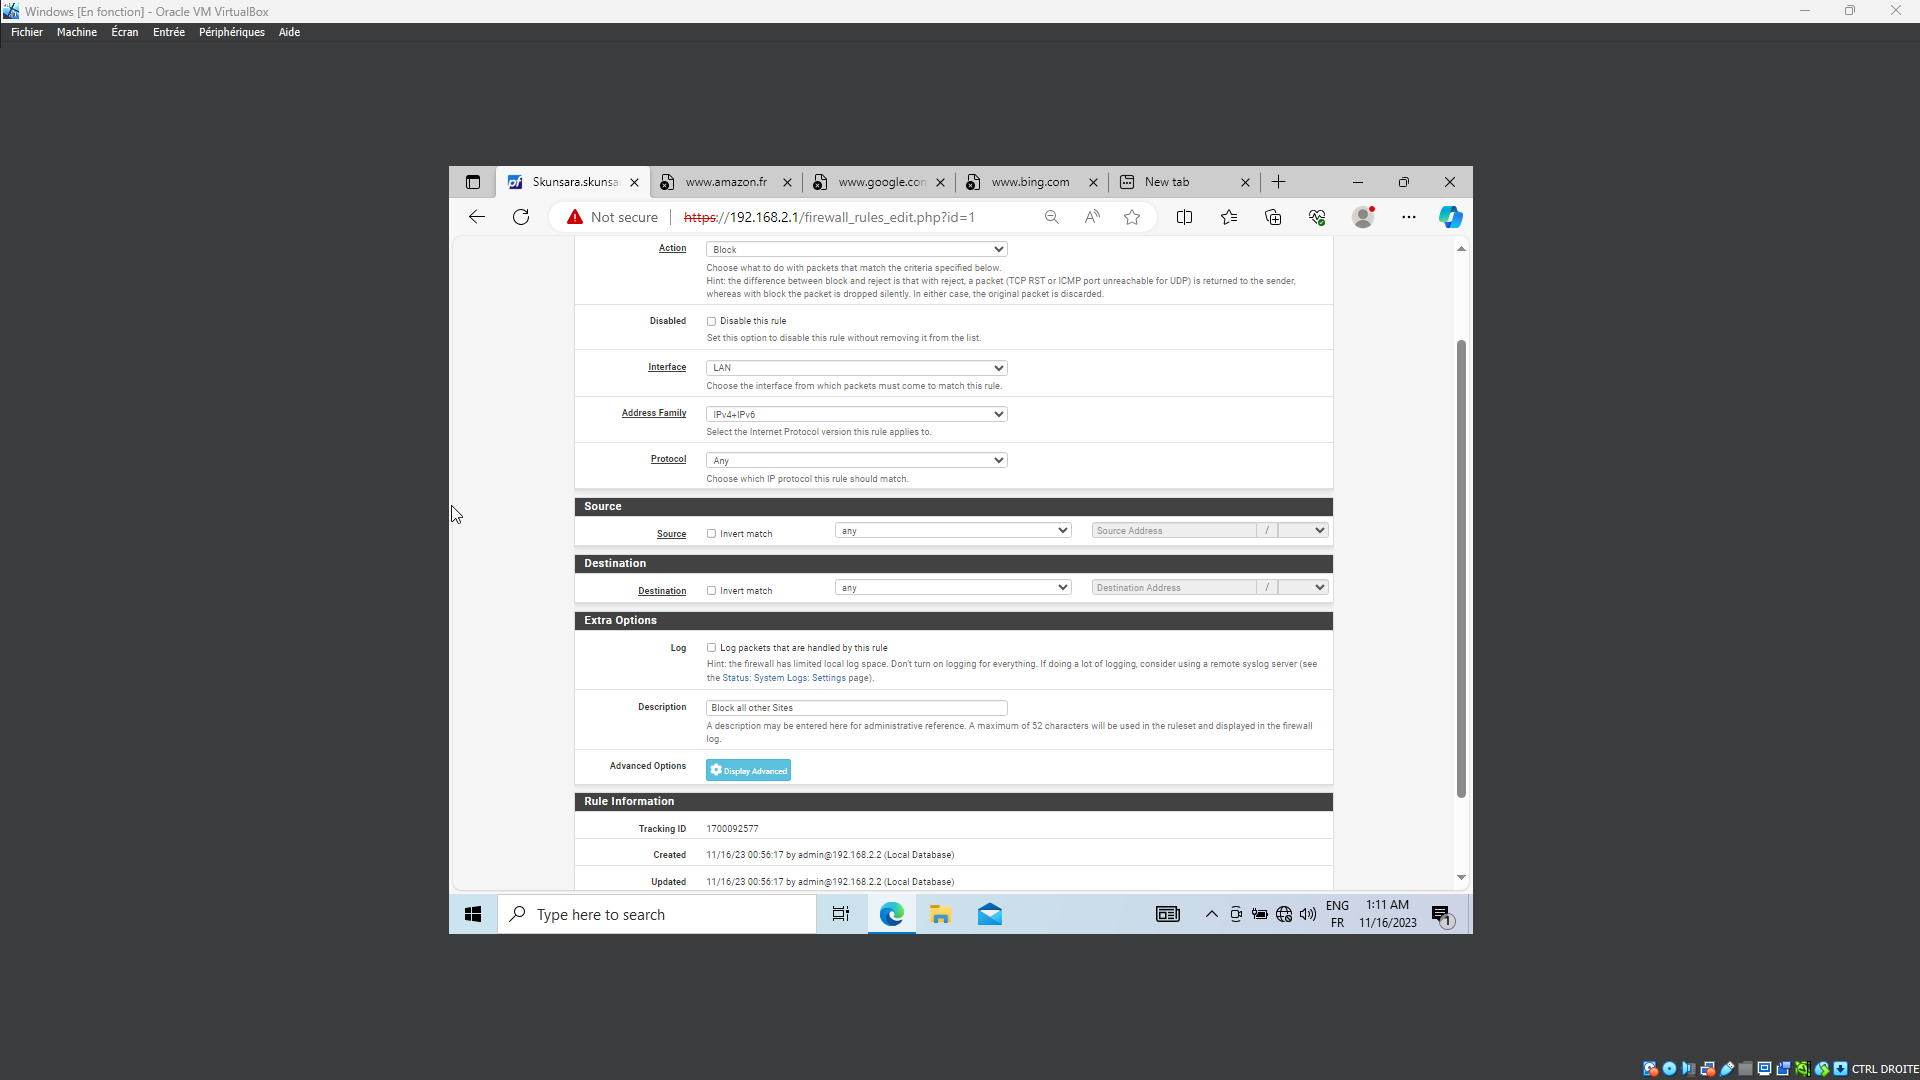 Windows [En fonction] - Oracle VM VirtualBox
Fichier Machine Écran Entrée Périphériques Aide
Skunsara.skunsa www.amazon.fr www.google.con www.bing.com New tab
Not secure https://192.168.2.1/firewall_rules_edit.php?id=1
Action Block
Choose what to do with packets that match the criteria specified below.
Hint: the difference between block and reject is that with reject, a packet (TCP RST or ICMP port unreachable for UDP) is returned to the sender,
whereas with block the packet is dropped silently. In either case, the original packet is discarded.
Disabled Disable this rule
Set this option to disable this rule without removing it from the list.
Interface LAN
Choose the interface from which packets must come to match this rule.
Address Family IPv4+IPv6
Select the Internet Protocol version this rule applies to.
Protocol Any
Choose which IP protocol this rule should match.
Source
Source Invert match any Source Address /
Destination
Destination Invert match any Destination Address /
Extra Options
Log Log packets that are handled by this rule
Hint: the firewall has limited local log space. Don't turn on logging for everything. If doing a lot of logging, consider using a remote syslog server (see
the Status: System Logs: Settings page).
Description Block all other Sites
A description may be entered here for administrative reference. A maximum of 52 characters will be used in the ruleset and displayed in the firewall
log.
Advanced Options Display Advanced
Rule Information
Tracking ID 1700092577
Created 11/16/23 00:56:17 by admin@192.168.2.2 (Local Database)
Updated 11/16/23 00:56:17 by admin@192.168.2.2 (Local Database)
Type here to search
ENG 1:11 AM
FR 11/16/2023 1
CTRL DROITE